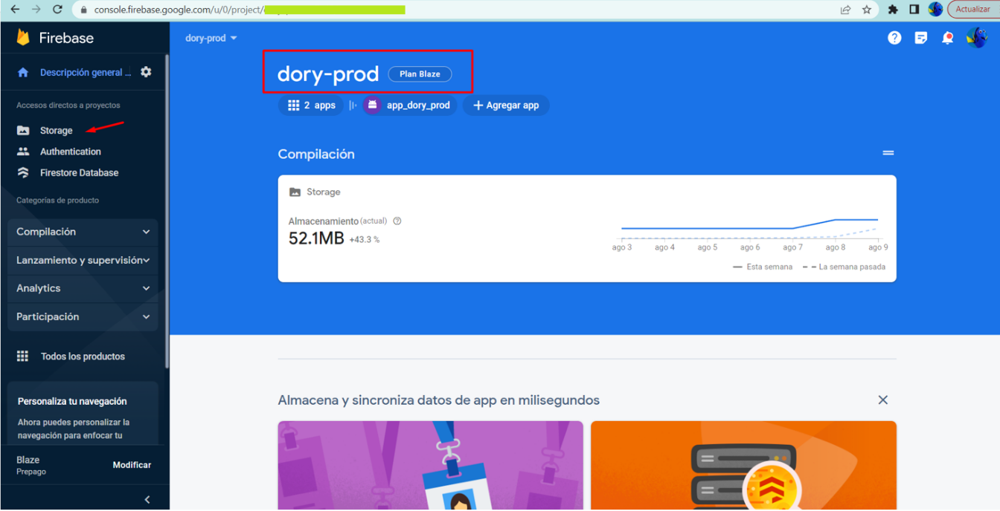 console.firebase.google.com/u/0/project/
Actualizar
Firebase
dory-prod
Descripción general ...
dory-prod Plan Blaze
Accesos directos a proyectos
2 apps app_dory_prod + Agregar app
Storage
Authentication
Firestore Database
Categorías de producto
Compilación
Lanzamiento y supervisión
Analytics
Participación
Todos los productos
Personaliza tu navegación
Ahora puedes personalizar la
navegación para enfocar tu
Blaze
Prepago
Modificar
Compilación
Storage
Almacenamiento (actual)
52.1MB +43.3 %
ago 3 ago 4 ago 5 ago 6 ago 7 ago 8 ago 9
Esta semana La semana pasada
Almacena y sincroniza datos de app en milisegundos